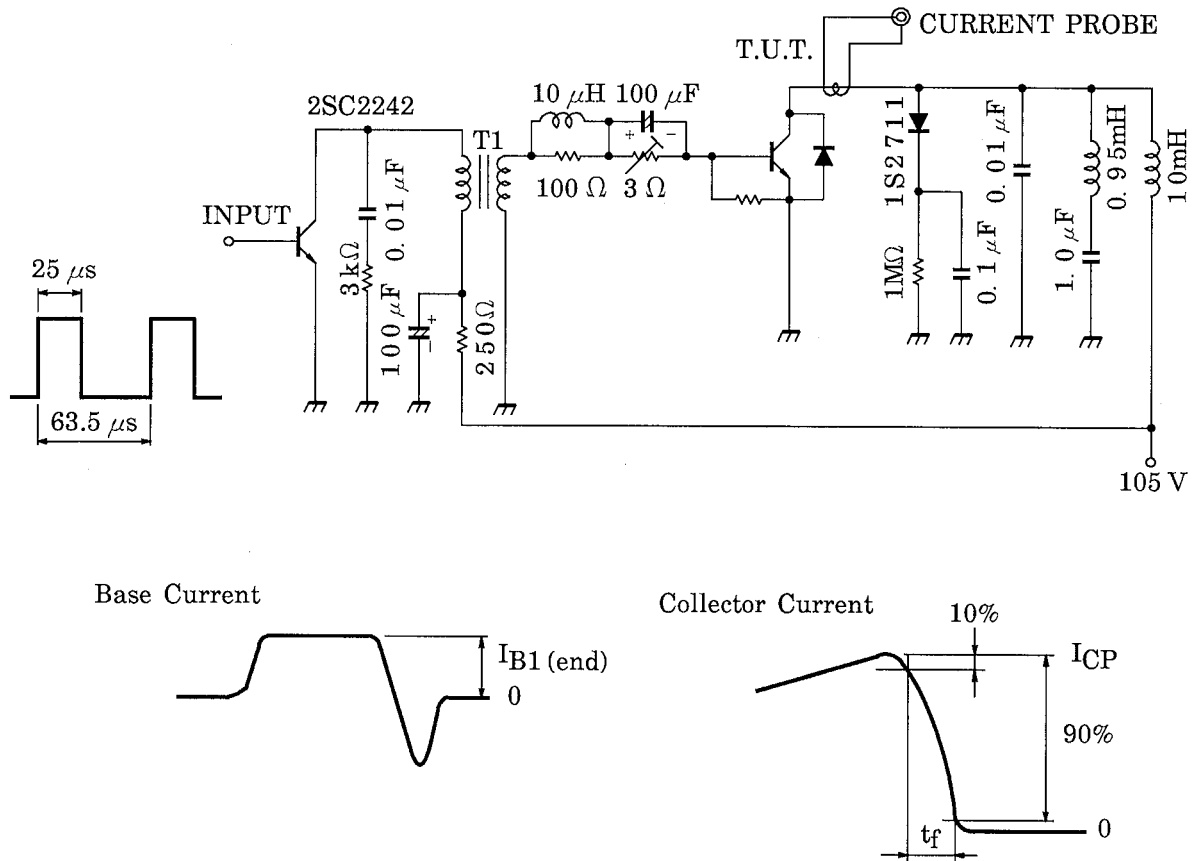 CURRENT PROBE
T.U.T.
10 μH
100 μF
2SC2242
T1
+
−
100 Ω
3 Ω
1S2711
0.01 μF
0.95mH
10mH
INPUT
0.01 μF
3kΩ
25 μs
100 μF
+
−
250Ω
1MΩ
0.1 μF
1.0 μF
63.5 μs
105 V
Base Current
Collector Current
10%
IB1 (end)
ICP
0
90%
0
tf